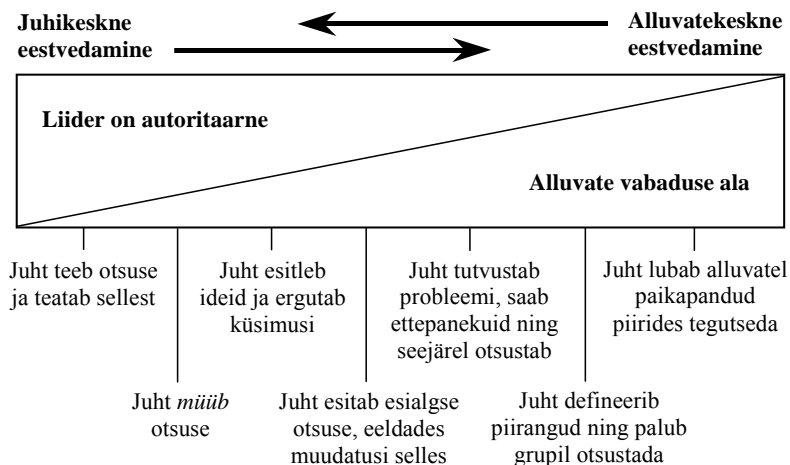 Juhikeskne
eestvedamine
Alluvatekeskne
eestvedamine
Liider on autoritaarne
Alluvate vabaduse ala
Juht teeb otsuse
ja teatab sellest
Juht müüb
otsuse
Juht esitleb
ideid ja ergutab
küsimusi
Juht esitab esialgse
otsuse, eeldades
muudatusi selles
Juht tutvustab
probleemi, saab
ettepanekuid ning
seejärel otsustab
Juht defineerib
piirangud ning palub
grupil otsustada
Juht lubab alluvatel
paikapandud
piirides tegutseda